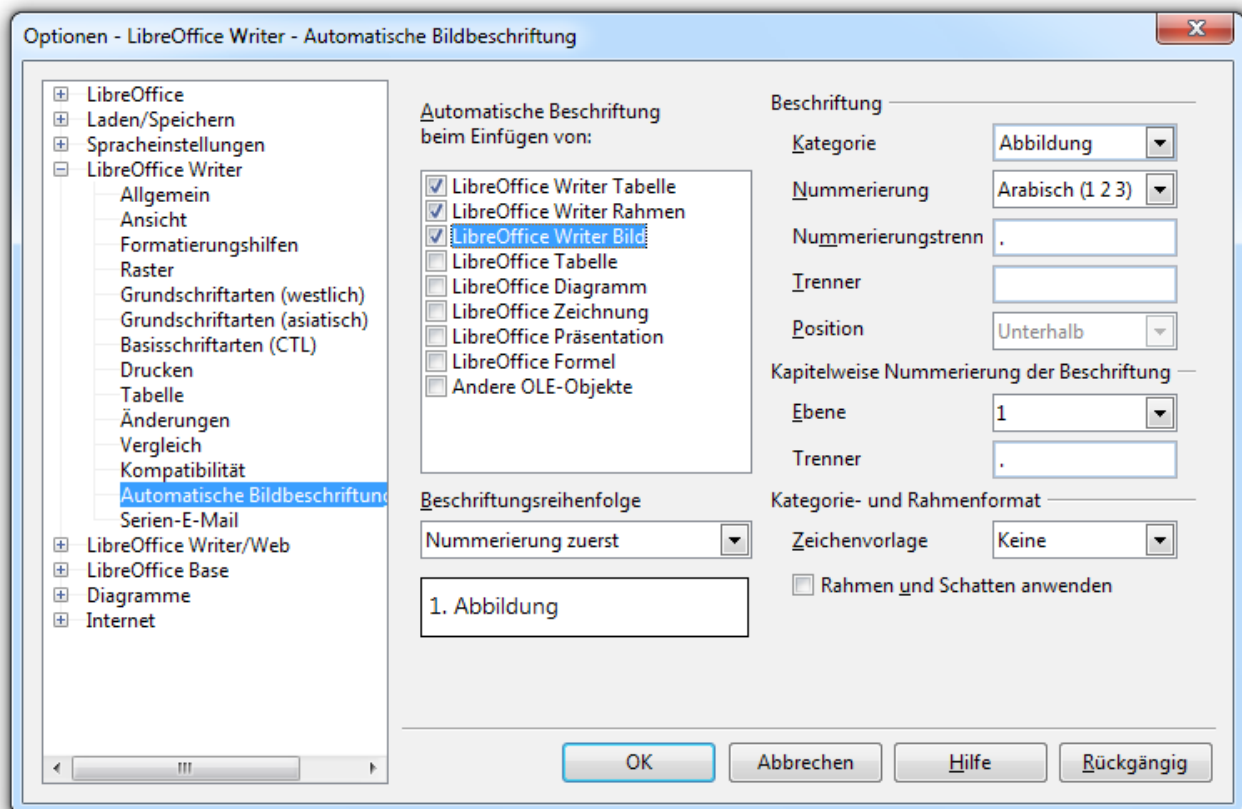 Optionen - LibreOffice Writer - Automatische Bildbeschriftung
LibreOffice
Laden/Speichern
Spracheinstellungen
LibreOffice Writer
Allgemein
Ansicht
Formatierungshilfen
Raster
Grundschriftarten (westlich)
Grundschriftarten (asiatisch)
Basisschriftarten (CTL)
Drucken
Tabelle
Änderungen
Vergleich
Kompatibilität
Automatische Bildbeschriftung
Serien-E-Mail
LibreOffice Writer/Web
LibreOffice Base
Diagramme
Internet
Automatische Beschriftung
beim Einfügen von:
LibreOffice Writer Tabelle
LibreOffice Writer Rahmen
LibreOffice Writer Bild
LibreOffice Tabelle
LibreOffice Diagramm
LibreOffice Zeichnung
LibreOffice Präsentation
LibreOffice Formel
Andere OLE-Objekte
Beschriftungsreihenfolge
Nummerierung zuerst
1. Abbildung
Beschriftung
Kategorie Abbildung
Nummerierung Arabisch (1 2 3)
Nummerierungstrenn .
Trenner
Position Unterhalb
Kapitelweise Nummerierung der Beschriftung
Ebene 1
Trenner .
Kategorie- und Rahmenformat
Zeichenvorlage Keine
Rahmen und Schatten anwenden
OK Abbrechen Hilfe Rückgängig